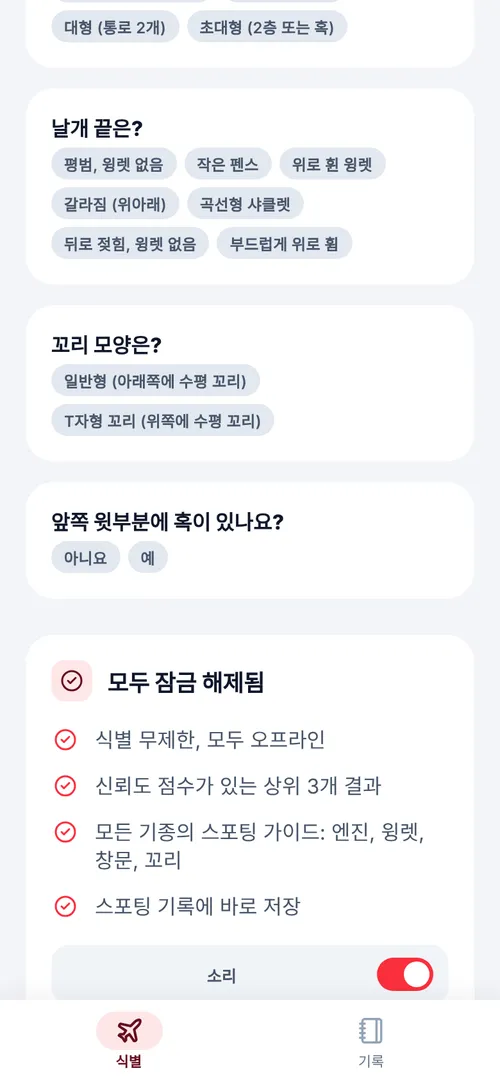 대형 (통로 2개) 초대형 (2층 또는 혹)
날개 끝은?
평범, 윙렛 없음 작은 펜스 위로 휜 윙렛
갈라짐 (위아래) 곡선형 샤클렛
뒤로 젖힘, 윙렛 없음 부드럽게 위로 휨
꼬리 모양은?
일반형 (아래쪽에 수평 꼬리)
T자형 꼬리 (위쪽에 수평 꼬리)
앞쪽 윗부분에 혹이 있나요?
아니요 예
모두 잠금 해제됨
식별 무제한, 모두 오프라인
신뢰도 점수가 있는 상위 3개 결과
모든 기종의 스포팅 가이드: 엔진, 윙렛,
창문, 꼬리
스포팅 기록에 바로 저장
소리
식별 기록